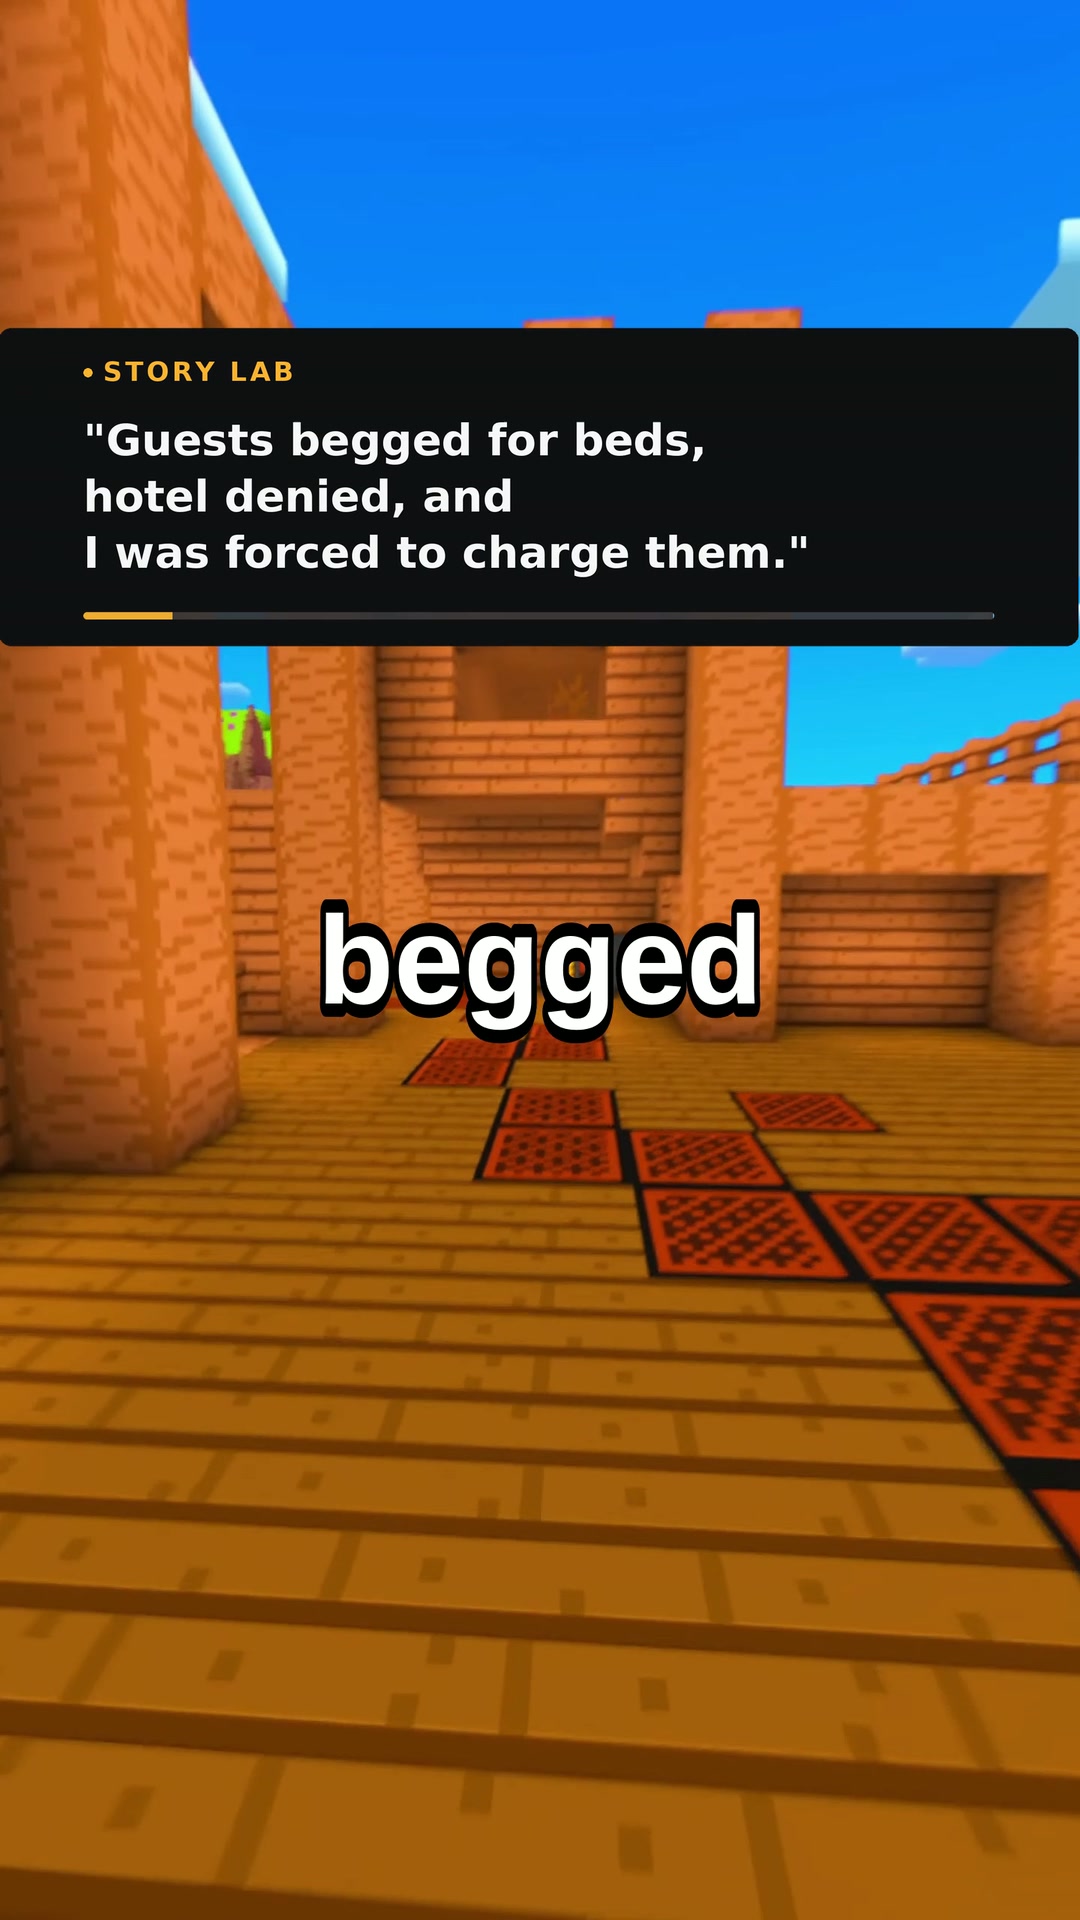 • STORY LAB
"Guests begged for beds,
hotel denied, and
I was forced to charge them."
begged